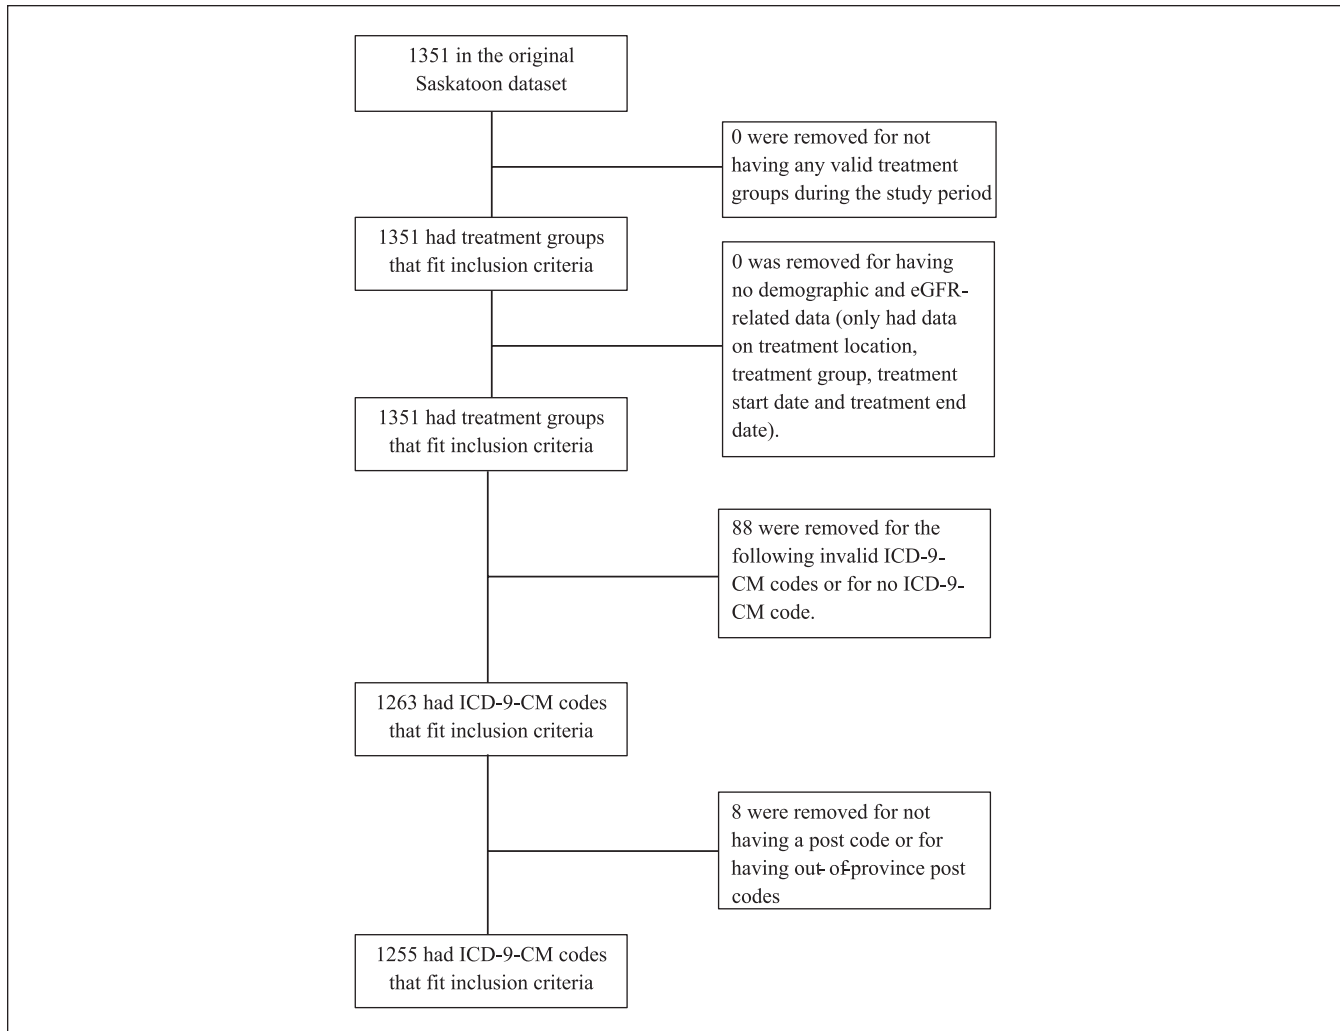 1351 in the original
Saskatoon dataset
0 were removed for not
having any valid treatment
groups during the study period
1351 had treatment groups
that fit inclusion criteria
0 was removed for having
no demographic and eGFR-
related data (only had data
on treatment location,
treatment group, treatment
start date and treatment end
date).
1351 had treatment groups
that fit inclusion criteria
88 were removed for the
following invalid ICD-9-
CM codes or for no ICD-9-
CM code.
1263 had ICD-9-CM codes
that fit inclusion criteria
8 were removed for not
having a post code or for
having out-of-province post
codes
1255 had ICD-9-CM codes
that fit inclusion criteria